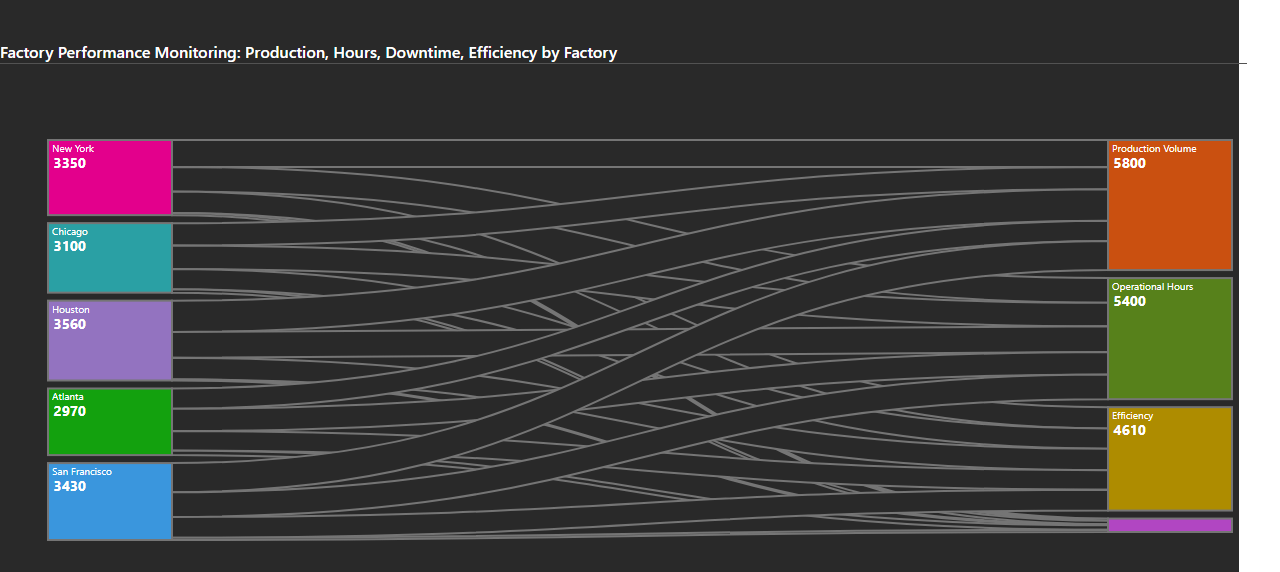 Factory Performance Monitoring: Production, Hours, Downtime, Efficiency by Factory
New York
3350
Production Volume
5800
Chicago
3100
Operational Hours
5400
Houston
3560
Atlanta
2970
Efficiency
4610
San Francisco
3430